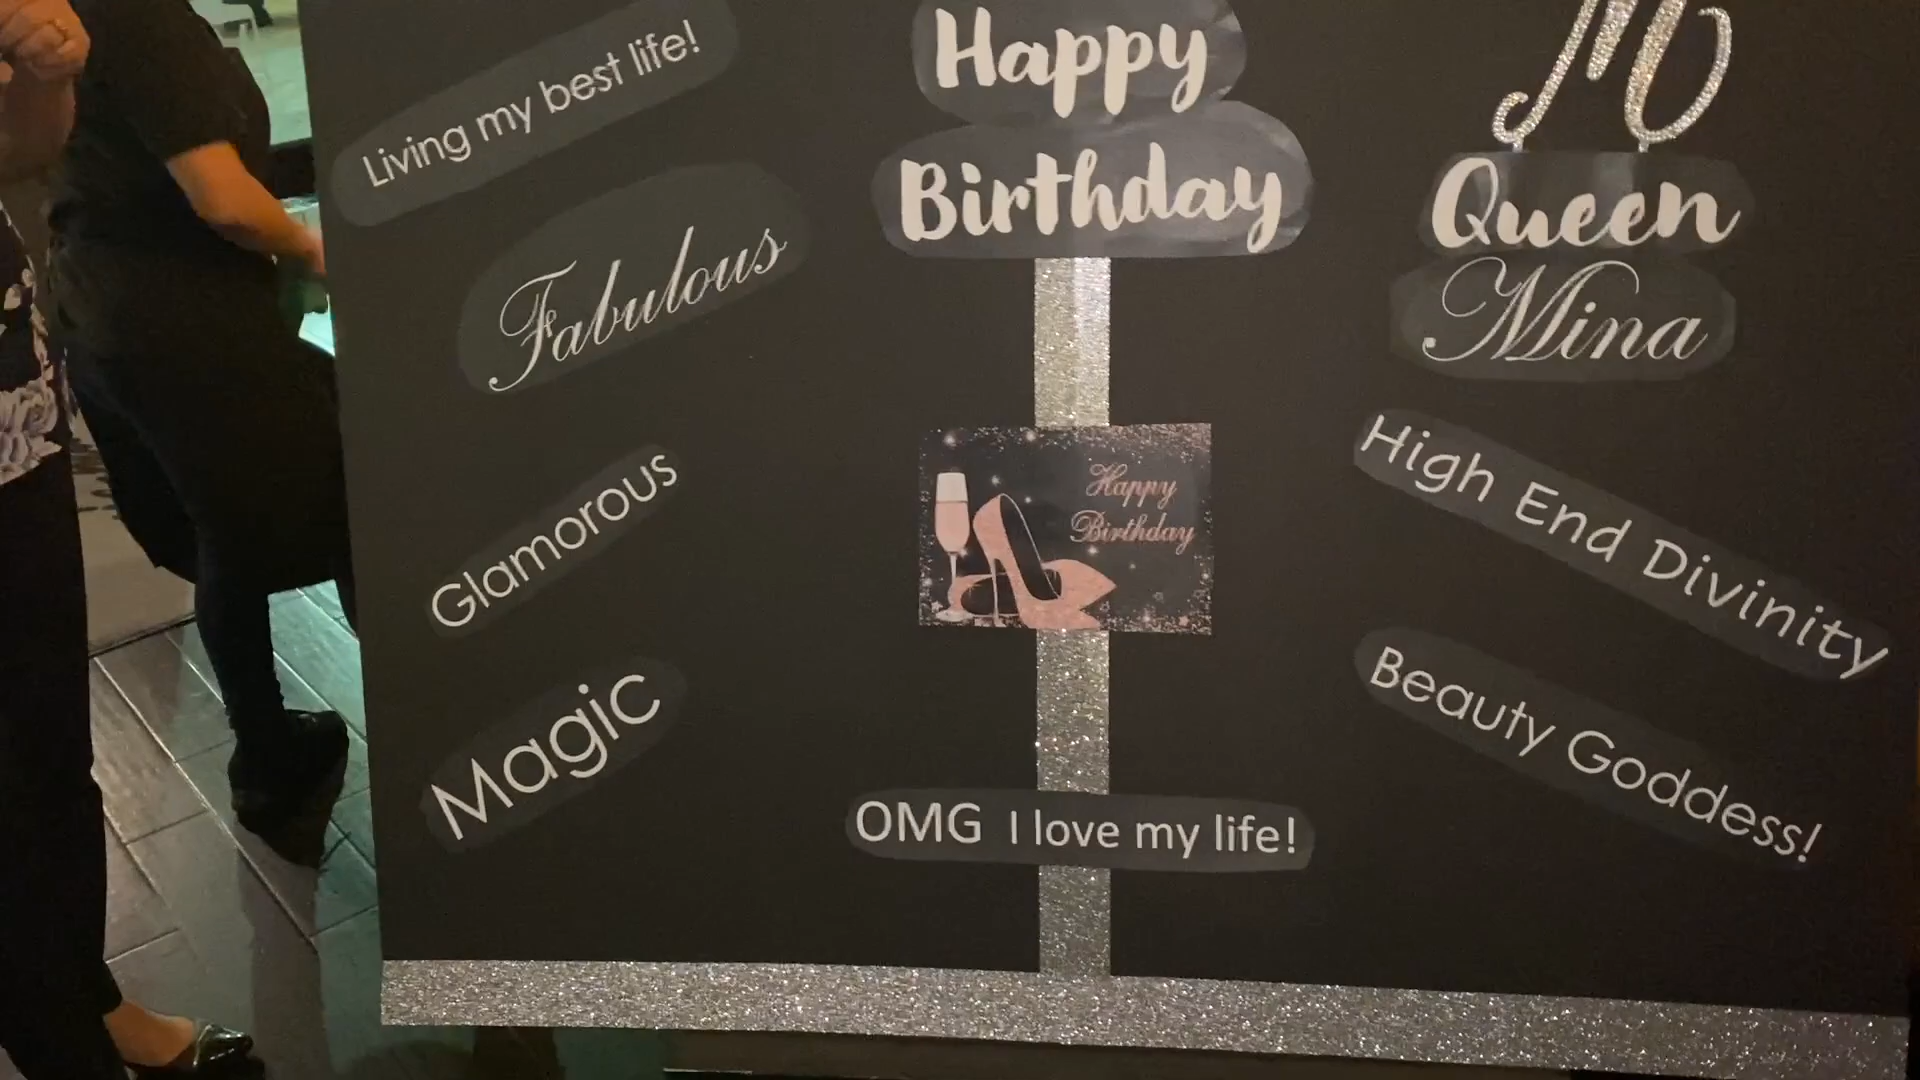 Living my best life!
Fabulous
Glamorous
Magic
Happy
Birthday
Happy
Birthday
OMG I love my life!
M
Queen
Mina
High End Divinity
Beauty Goddess!